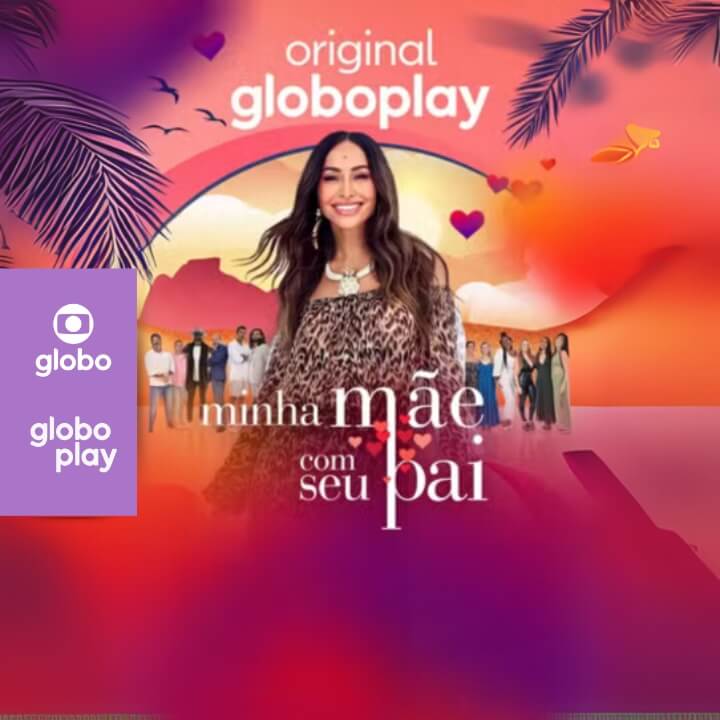 original
globoplay
globo
globo
play
minha mãe
com
seu pai